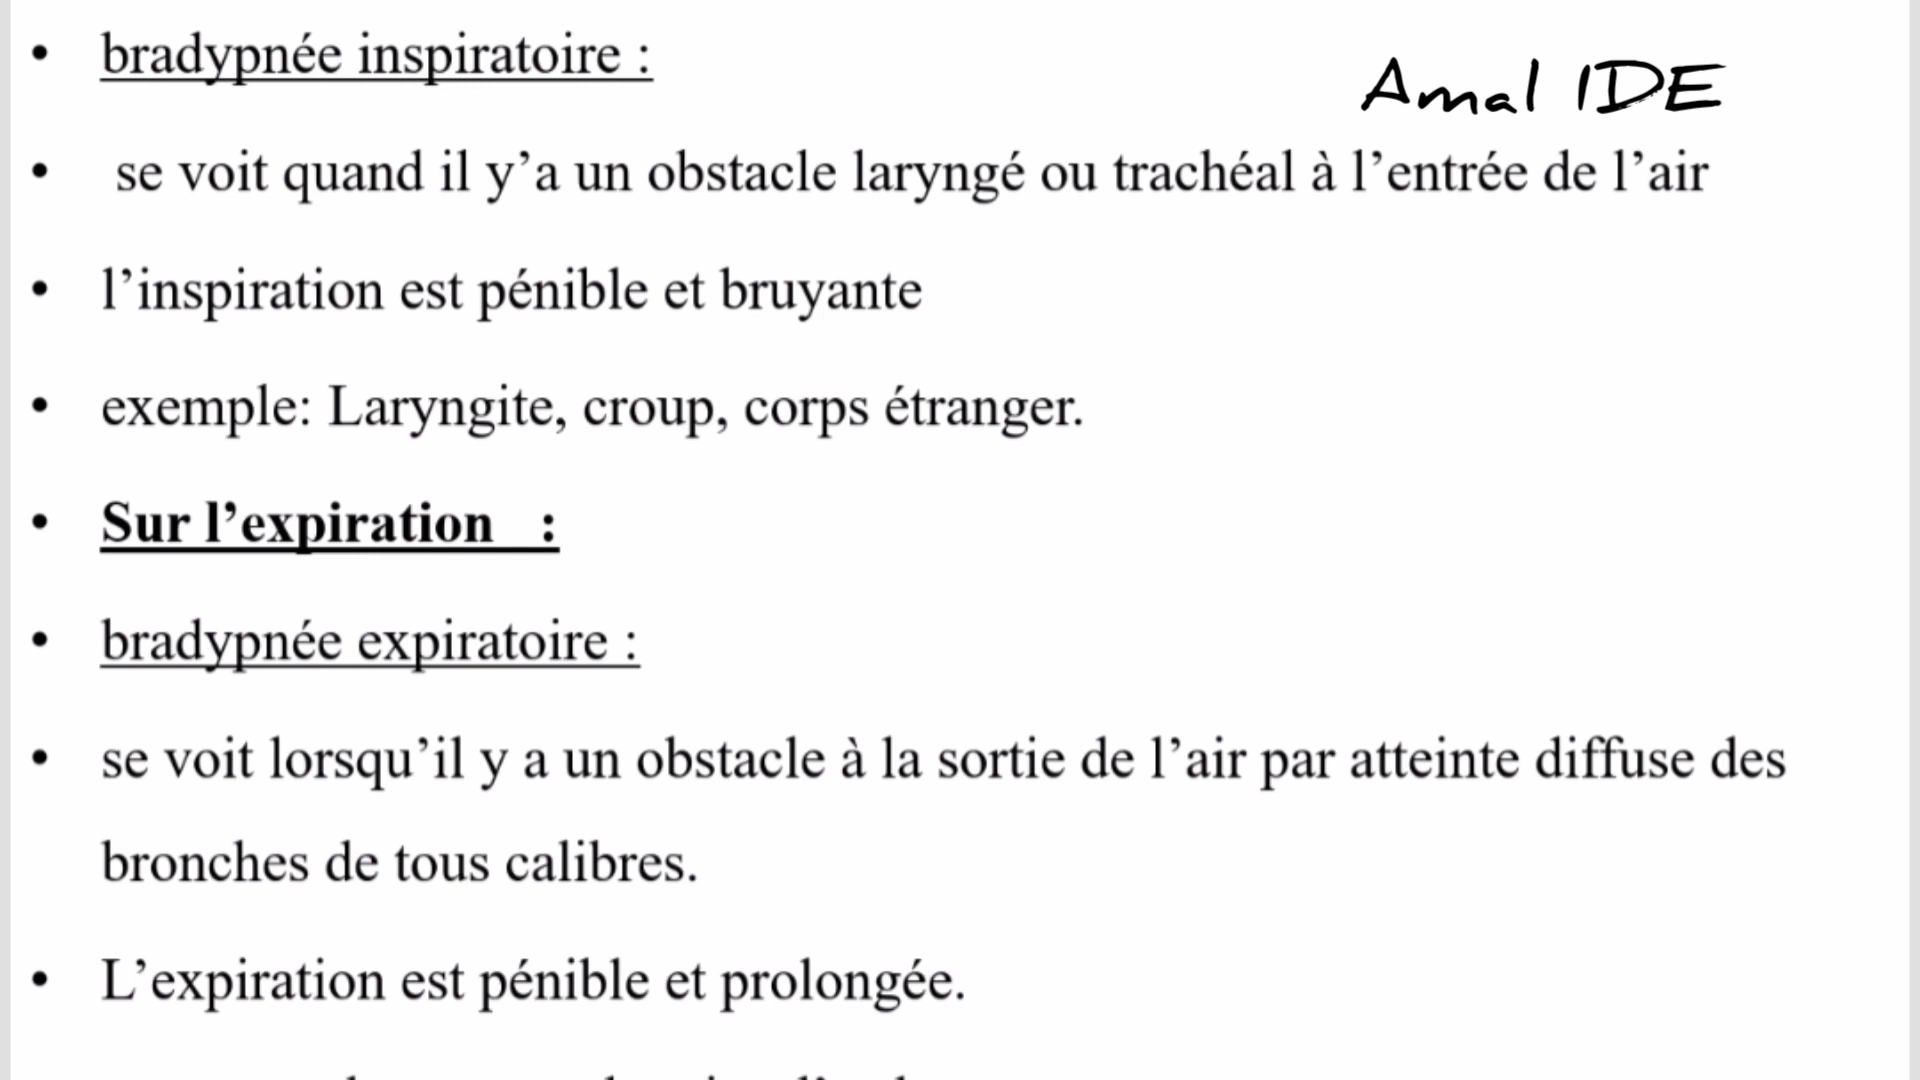 • bradypnée inspiratoire :
Amal IDE
• se voit quand il y’a un obstacle laryngé ou trachéal à l’entrée de l’air
• l’inspiration est pénible et bruyante
• exemple: Laryngite, croup, corps étranger.
• Sur l’expiration :
• bradypnée expiratoire :
• se voit lorsqu’il y a un obstacle à la sortie de l’air par atteinte diffuse des
bronches de tous calibres.
• L’expiration est pénible et prolongée.